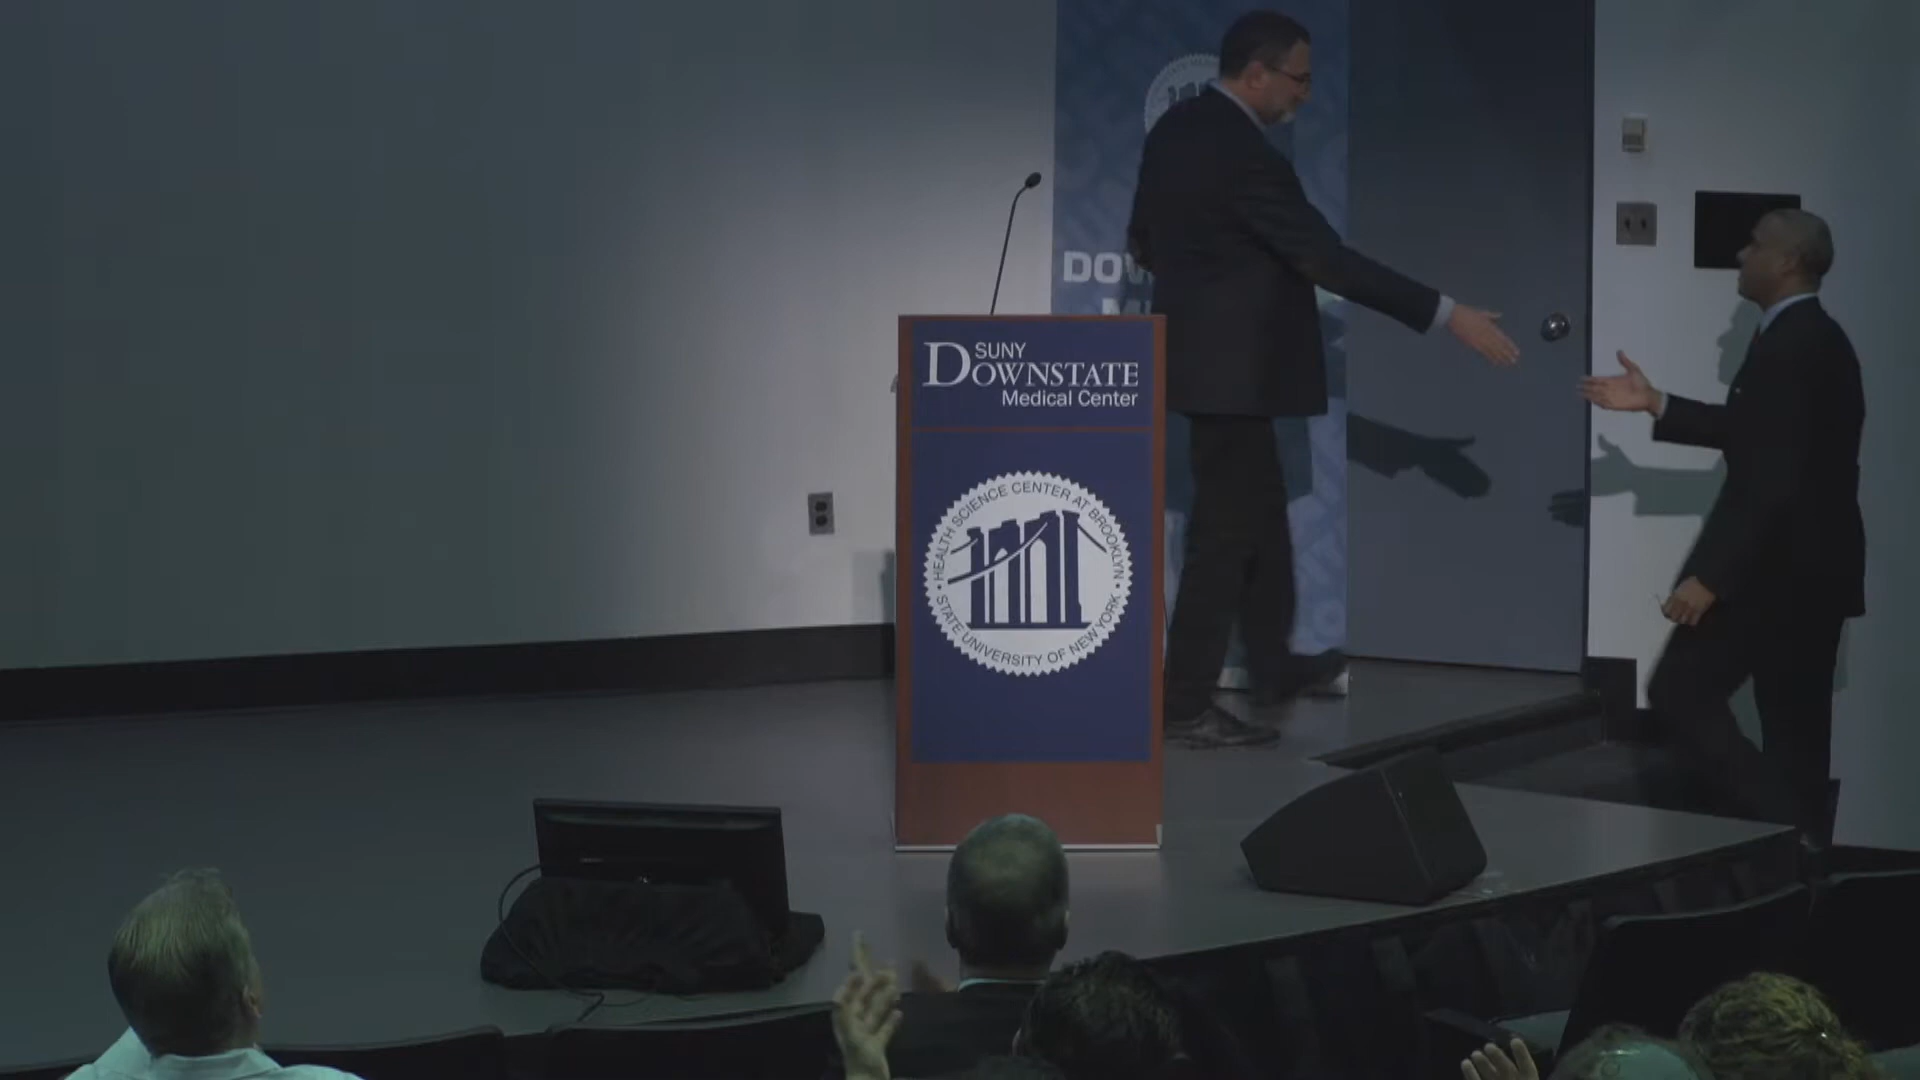 SUNY
DOWNSTATE
Medical Center
HEALTH SCIENCE CENTER AT BROOKLYN
STATE UNIVERSITY OF NEW YORK